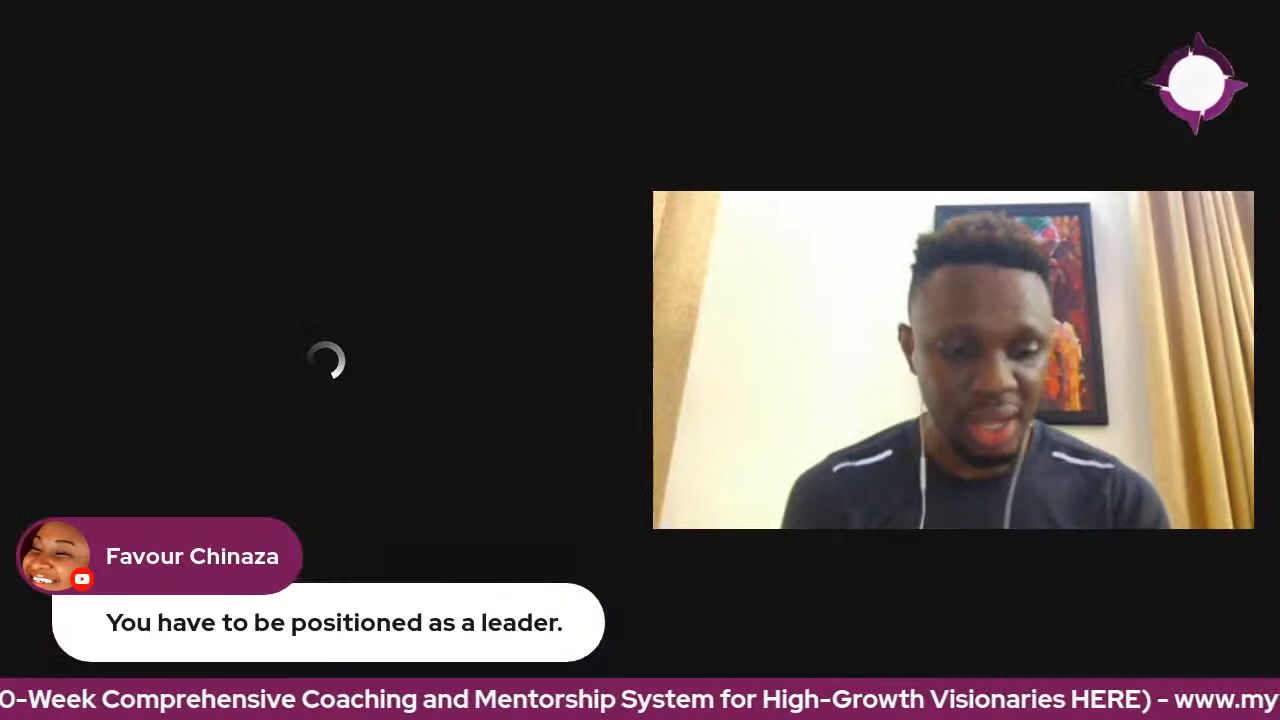 Favour Chinaza
You have to be positioned as a leader.
0-Week Comprehensive Coaching and Mentorship System for High-Growth Visionaries HERE) - www.my